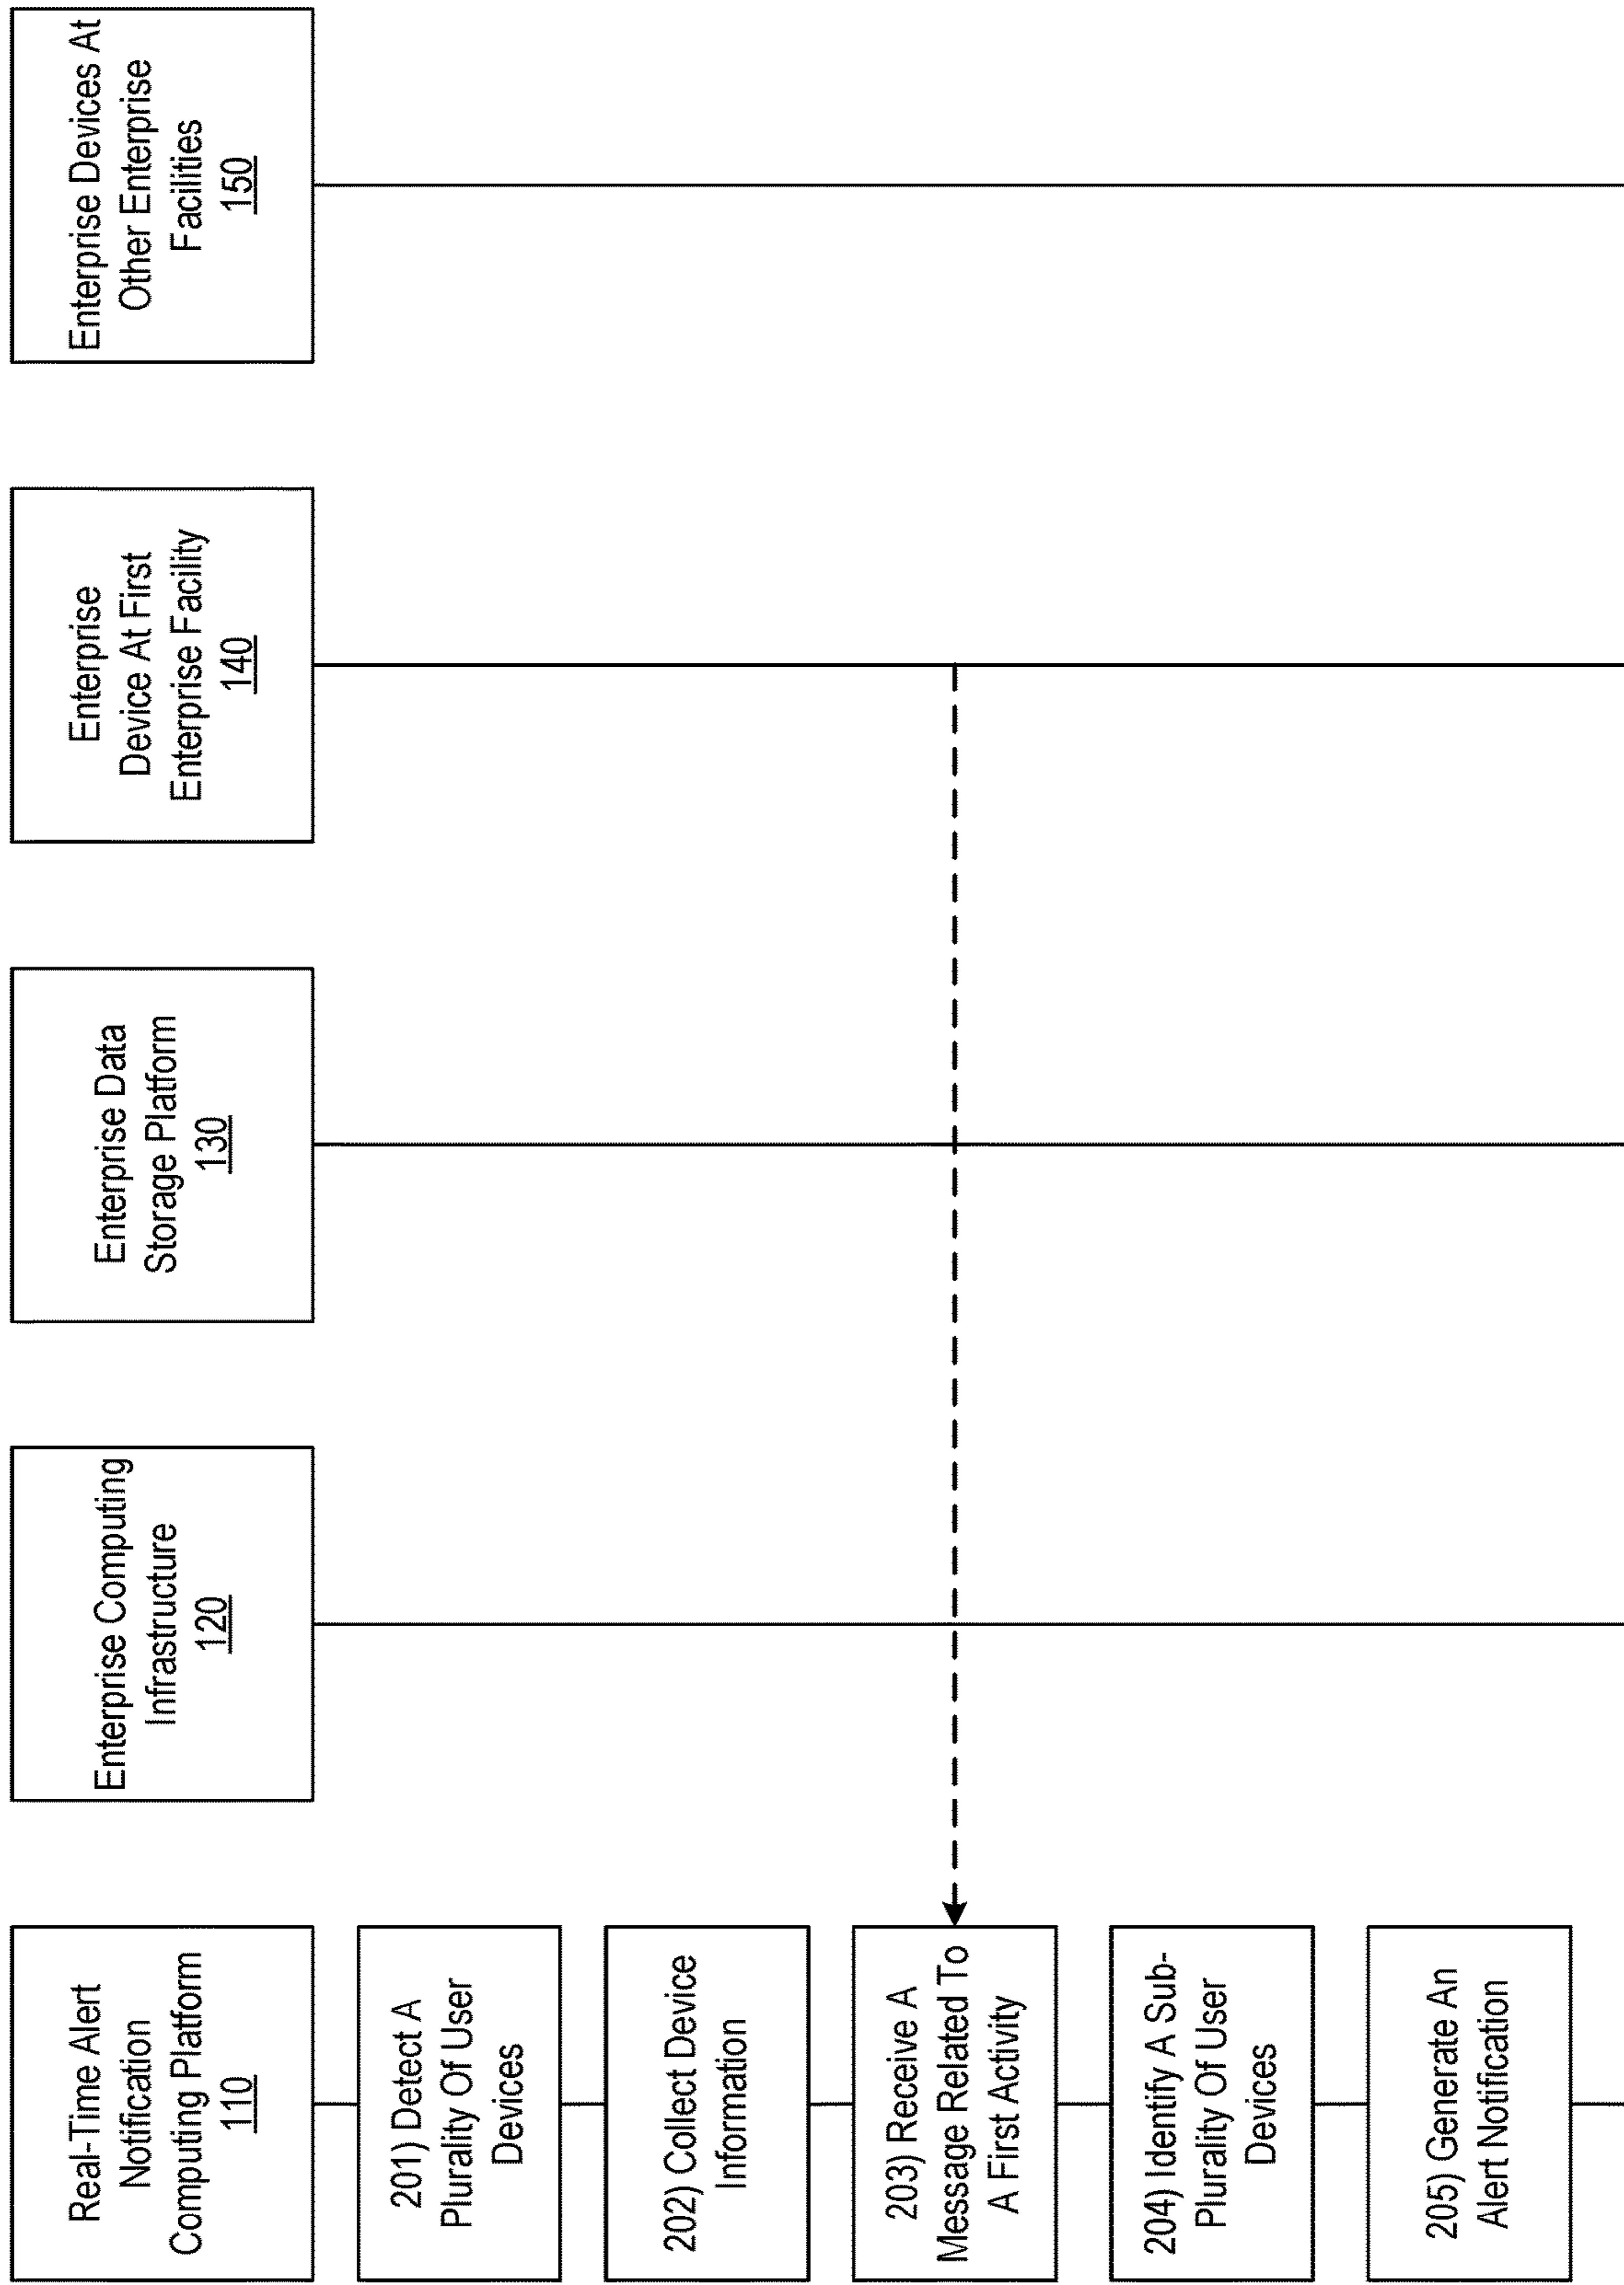 Real-Time Alert
Notification
Computing Platform
110
Enterprise Computing
Infrastructure
120
Enterprise Data
Storage Platform
130
Enterprise
Device At First
Enterprise Facility
140
Enterprise Devices At
Other Enterprise
Facilities
150
201) Detect A
Plurality Of User
Devices
202) Collect Device
Information
203) Receive A
Message Related To
A First Activity
204) Identify A Sub-
Plurality Of User
Devices
205) Generate An
Alert Notification